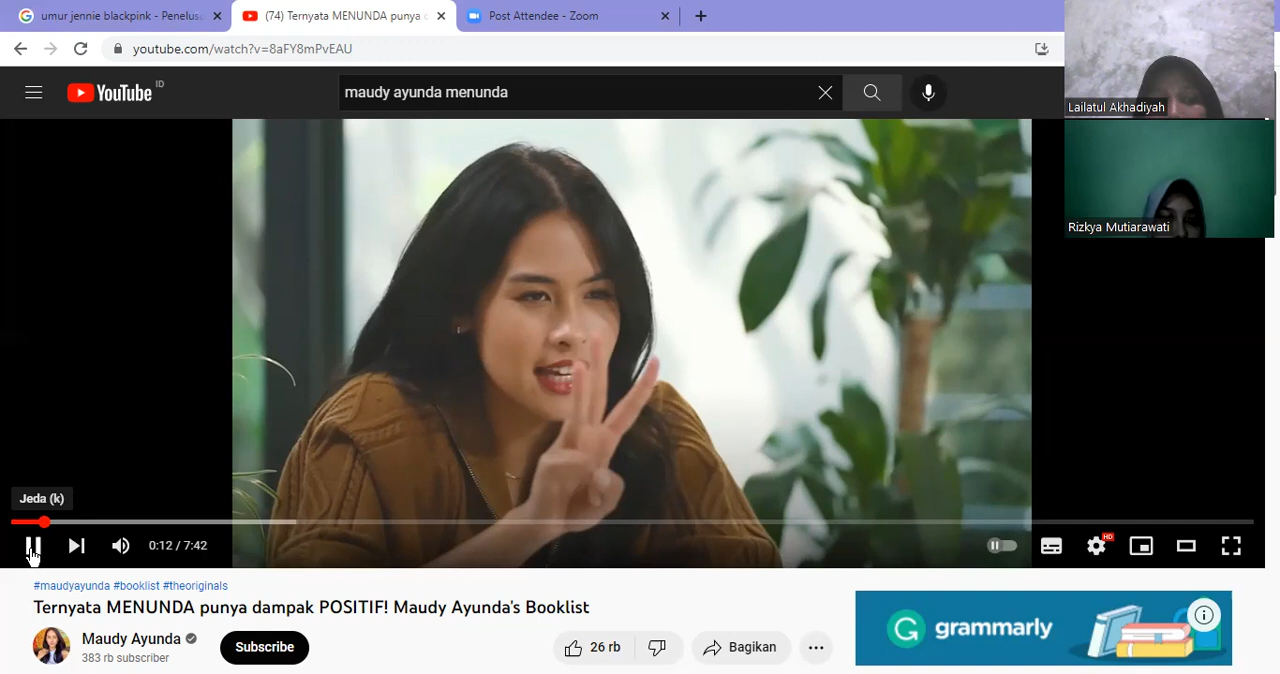 umur jennie blackpink - Penelus
(74) Ternyata MENUNDA punya d
Post Attendee - Zoom
youtube.com/watch?v=8aFY8mPvEAU
YouTube ID
maudy ayunda menunda
Lailatul Akhadiyah
Rizkya Mutiarawati
Jeda (k)
0:12 / 7:42
HD
#maudyayunda #booklist #theoriginals
Ternyata MENUNDA punya dampak POSITIF! Maudy Ayunda's Booklist
Maudy Ayunda
383 rb subscriber
Subscribe
26 rb
Bagikan
grammarly